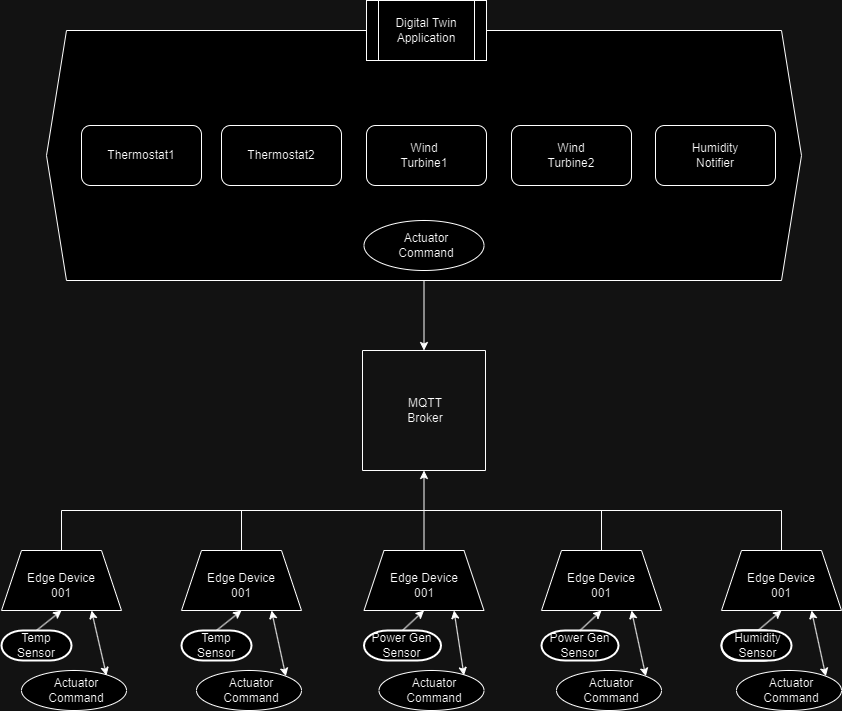 Digital Twin
Application
Thermostat1
Thermostat2
Wind
Turbine1
Wind
Turbine2
Humidity
Notifier
Actuator
Command
MQTT
Broker
Edge Device
001
Edge Device
001
Edge Device
001
Edge Device
001
Edge Device
001
Temp
Sensor
Temp
Sensor
Power Gen
Sensor
Power Gen
Sensor
Humidity
Sensor
Actuator
Command
Actuator
Command
Actuator
Command
Actuator
Command
Actuator
Command